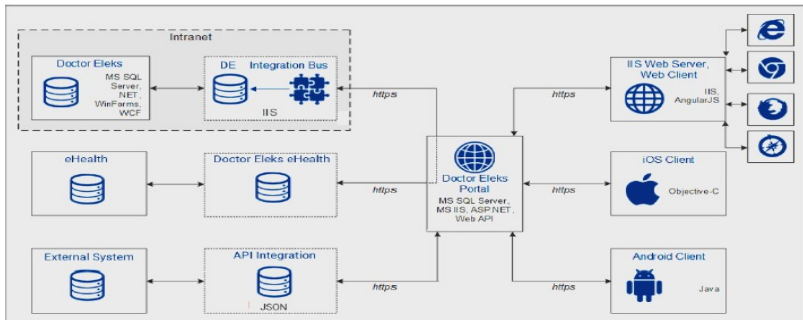 Intranet
Doctor Eleks
MS SQL
Server,
NET,
WinForms,
WCF
DE Integration Bus
IIS
https
eHealth
Doctor Eleks eHealth
https
External System
API Integration
JSON
https
Doctor Eleks
Portal
MS SQL Server,
MS IIS, ASP.NET,
Web API
https
IIS Web Server,
Web Client
IIS,
AngularJS
https
iOS Client
Objective-C
https
Android Client
Java